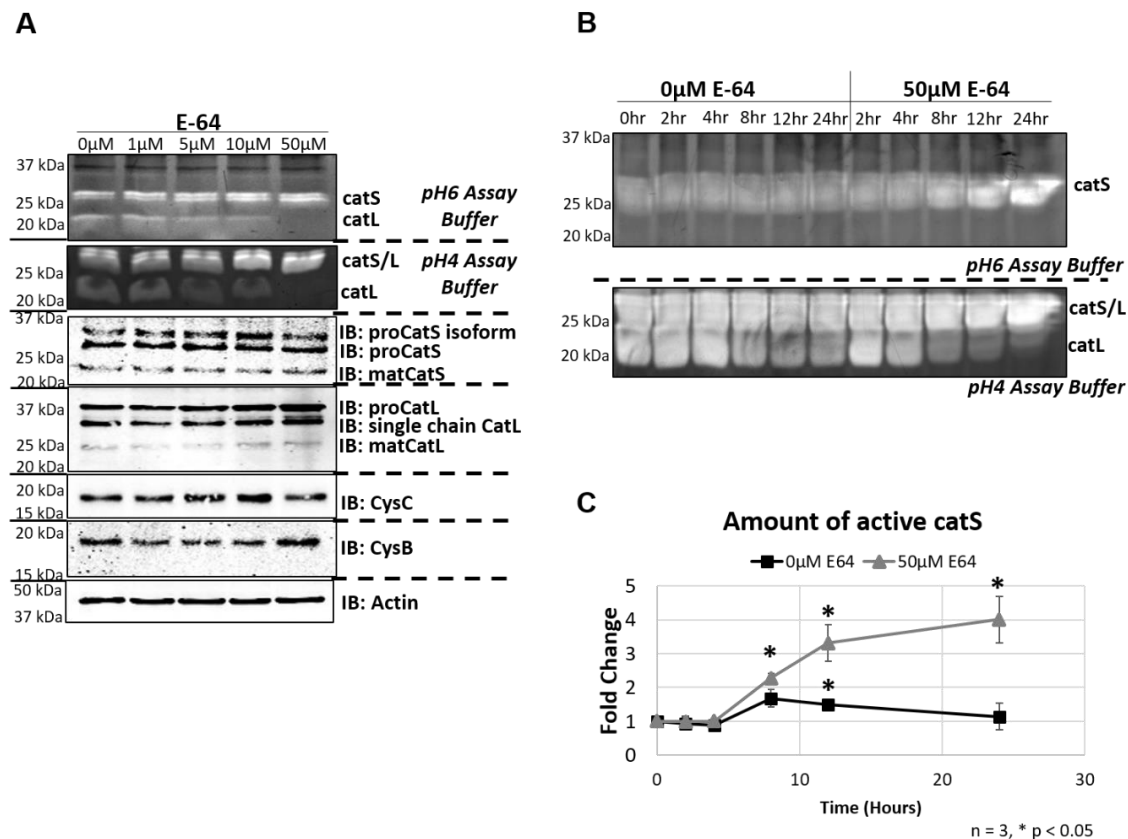 A
E-64
0µM 1µM 5µM 10µM 50µM
37 kDa
25 kDa
20 kDa
catS
catL
pH6 Assay
Buffer
25 kDa
20 kDa
catS/L
catL
pH4 Assay
Buffer
37 kDa
25 kDa
20 kDa
IB: proCatS isoform
IB: proCatS
IB: matCatS
37 kDa
25 kDa
20 kDa
IB: proCatL
IB: single chain CatL
IB: matCatL
20 kDa
15 kDa
IB: CysC
20 kDa
15 kDa
IB: CysB
50 kDa
37 kDa
IB: Actin
B
0µM E-64 50µM E-64
0hr 2hr 4hr 8hr 12hr 24hr 2hr 4hr 8hr 12hr 24hr
37 kDa
25 kDa
20 kDa
catS
pH6 Assay Buffer
25 kDa
20 kDa
catS/L
catL
pH4 Assay Buffer
C
Amount of active catS
0µM E64 50µM E64
Fold Change
5
4
3
2
1
0
* * * *
0 10 20 30
Time (Hours)
n = 3, * p < 0.05